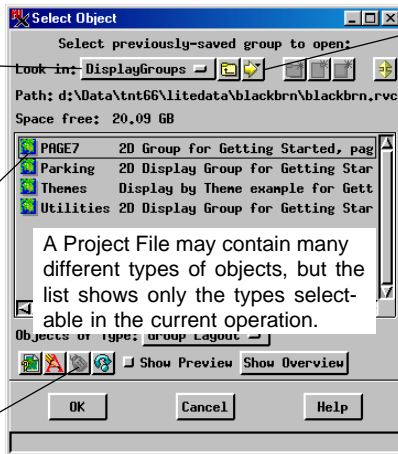 Select Object
Select previously-saved group to open:
Look in: DisplayGroups
Path: d:\Data\tnt66\litedata\blackbrn\blackbrn.rvc
Space free: 20.09 GB
PAGE7 2D Group for Getting Started, pag
Parking 2D Display Group for Getting Star
Themes Display by Theme example for Gett
Utilities 2D Display Group for Getting Star
A Project File may contain many
different types of objects, but the
list shows only the types select-
able in the current operation.
Objects of Type: Group Layout
Show Preview Show Overview
OK Cancel Help